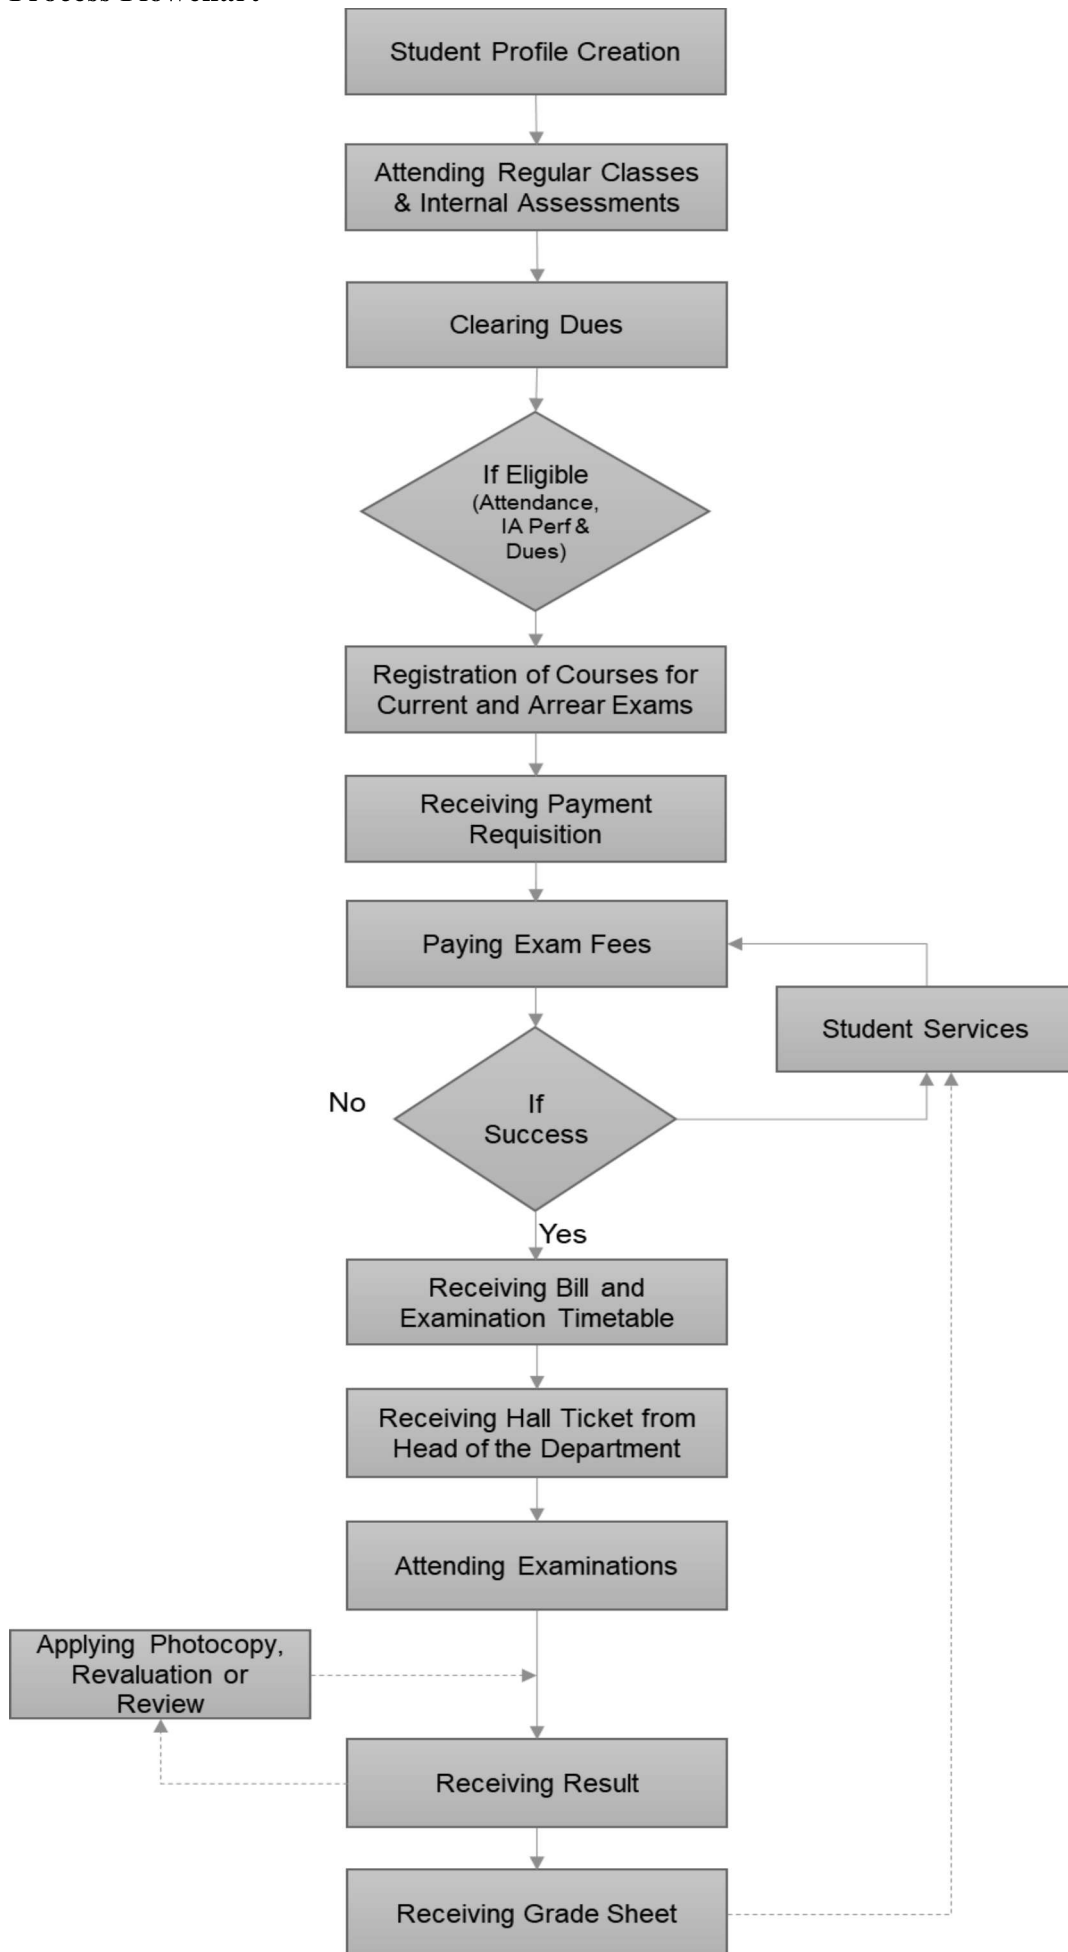 Process Flowchart
Student Profile Creation
Attending Regular Classes
& Internal Assessments
Clearing Dues
If Eligible
(Attendance,
IA Perf &
Dues)
Registration of Courses for
Current and Arrear Exams
Receiving Payment
Requisition
Paying Exam Fees
Student Services
No
If
Success
Yes
Receiving Bill and
Examination Timetable
Receiving Hall Ticket from
Head of the Department
Attending Examinations
Applying Photocopy,
Revaluation or
Review
Receiving Result
Receiving Grade Sheet